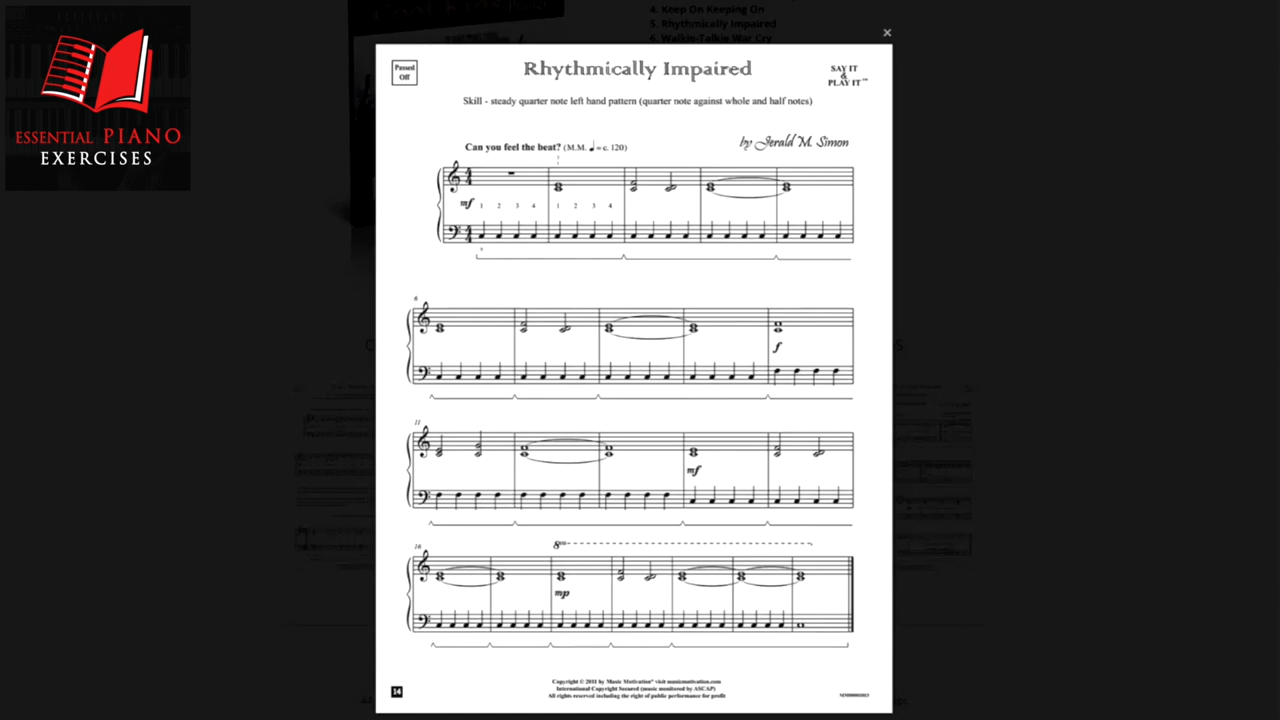 4. Keep On Keeping On
5. Rhythmically Impaired
6. Walkie-Talkie War Cry
ESSENTIAL PIANO
EXERCISES
×
Passed
Off
Rhythmically Impaired
SAY IT
&
PLAY IT™
Skill - steady quarter note left hand pattern (quarter note against whole and half notes)
Can you feel the beat? (M.M. ♩= c. 120)
by Jerald M. Simon
mf 1 2 3 4 1 2 3 4
6
f
11
mf
16
8va
mp
14
Copyright © 2011 by Music Motivation® visit musicmotivation.com
International Copyright Secured (music monitored by ASCAP)
All rights reserved including the right of public performance for profit